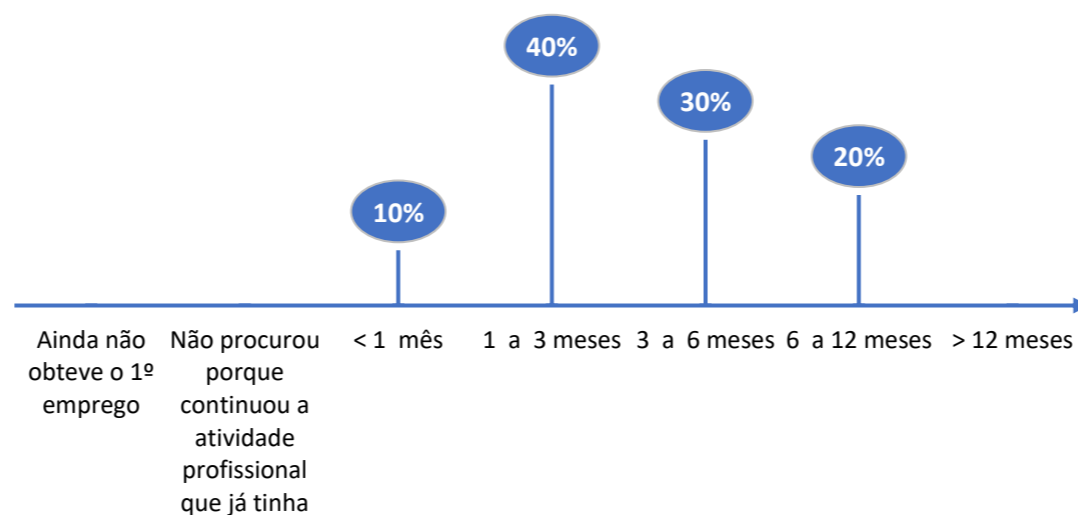 40%
30%
20%
10%
Ainda não
obteve o 1º
emprego
Não procurou
porque
continuou a
atividade
profissional
que já tinha
< 1 mês
1 a 3 meses
3 a 6 meses
6 a 12 meses
> 12 meses